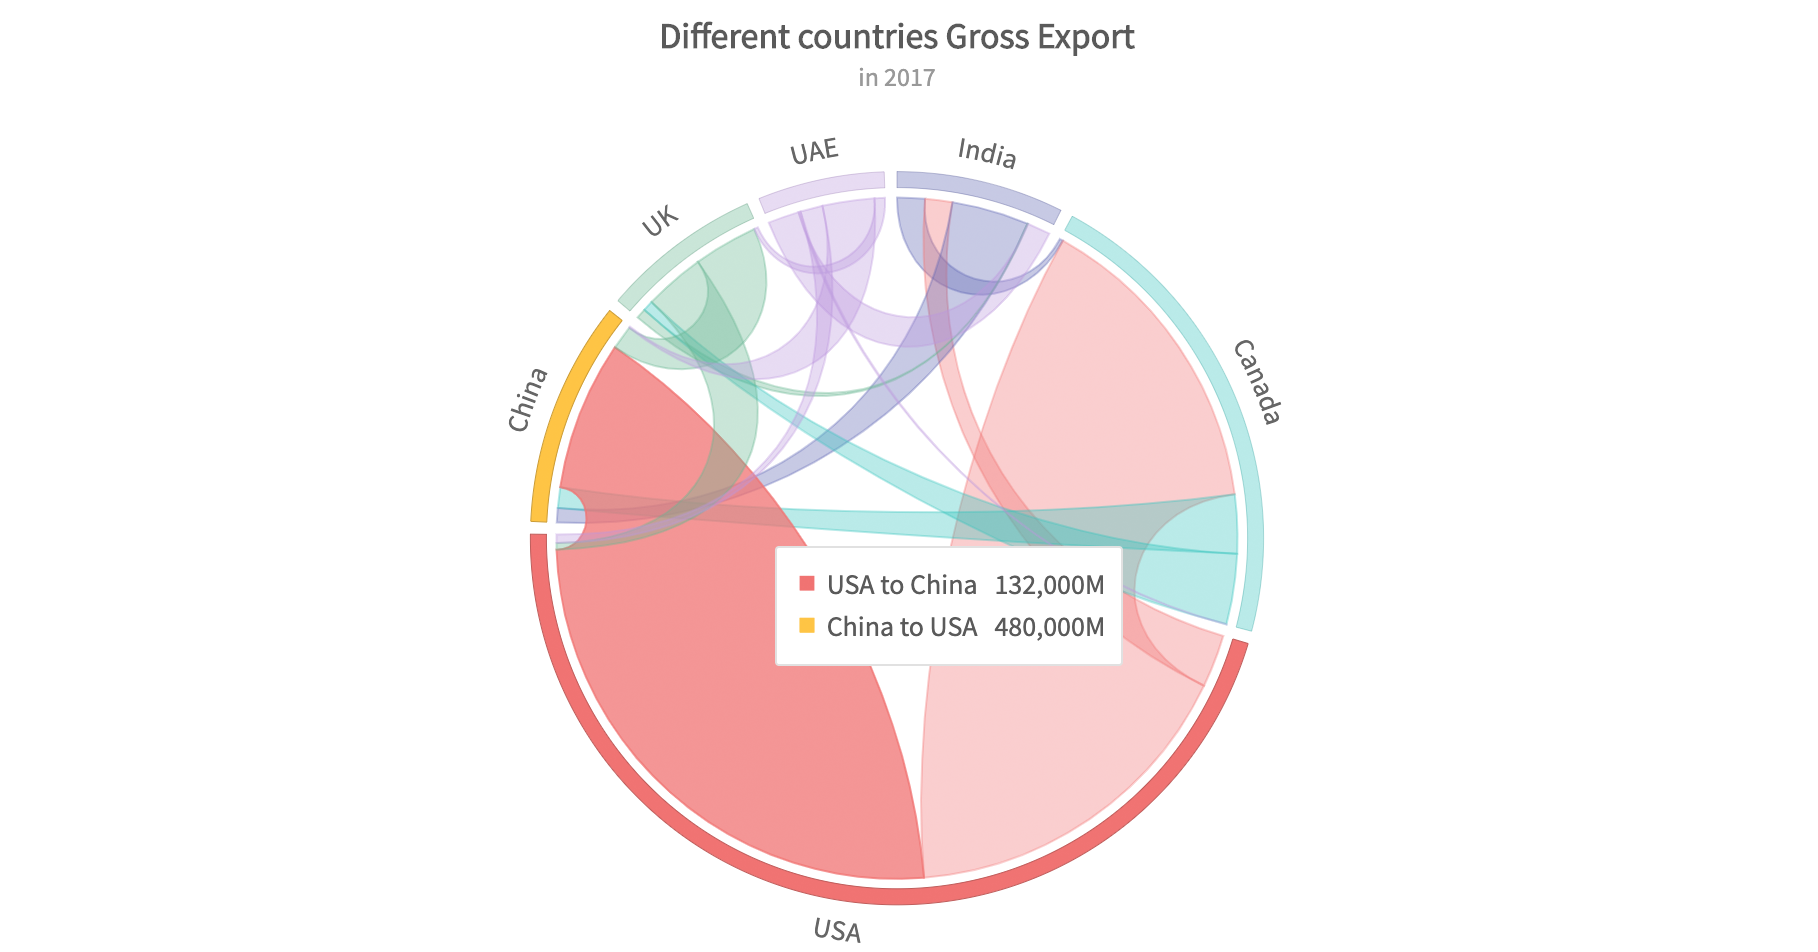 Different countries Gross Export
in 2017
UAE
India
UK
Canada
China
USA to China 132,000M
China to USA 480,000M
USA